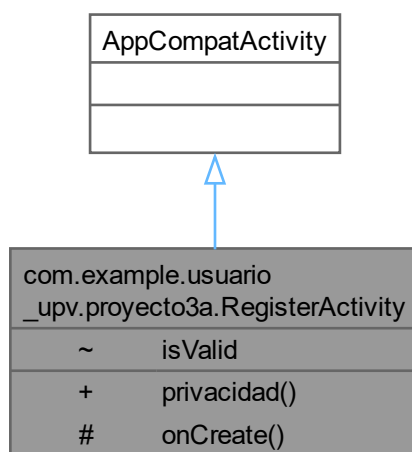 AppCompatActivity
com.example.usuario
_upv.proyecto3a.RegisterActivity
~ isValid
+ privacidad()
# onCreate()